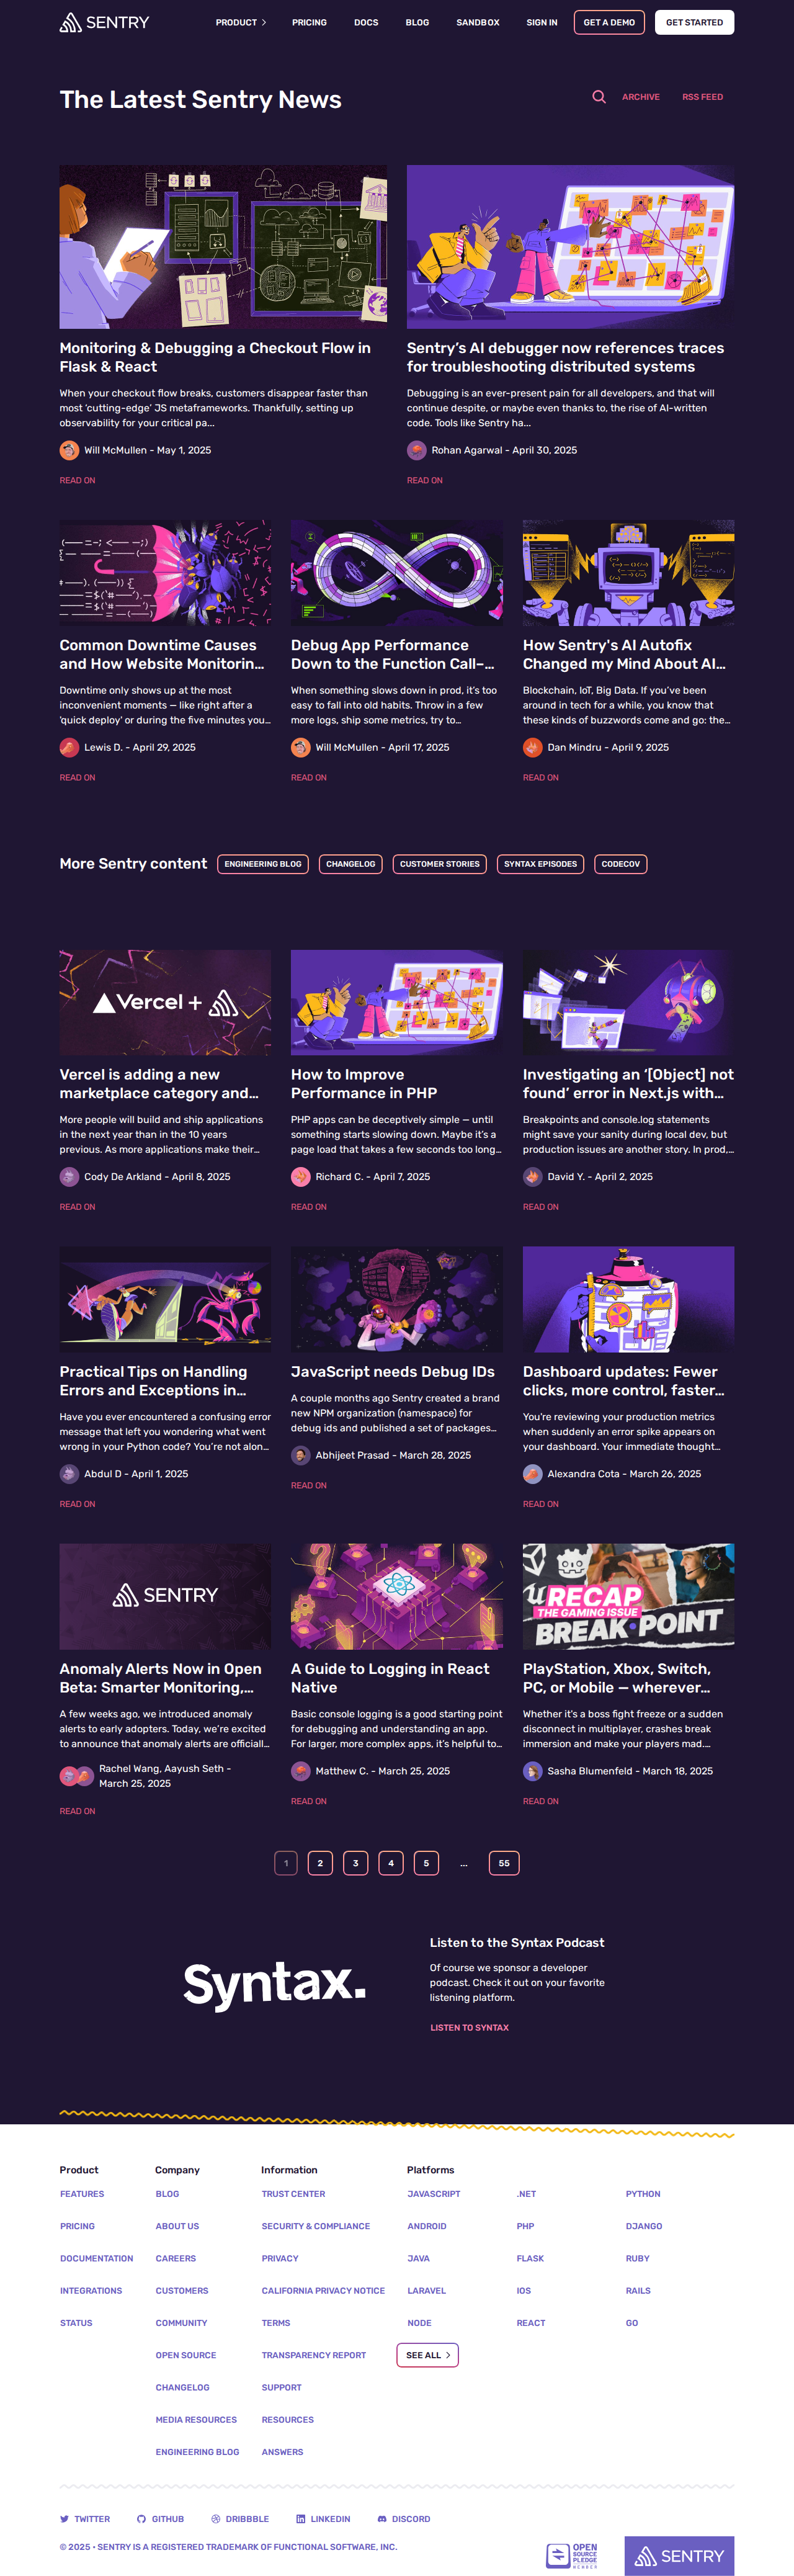 SENTRY
PRODUCT
PRICING
DOCS
BLOG
SANDBOX
SIGN IN
GET A DEMO
GET STARTED
The Latest Sentry News
ARCHIVE
RSS FEED
Monitoring & Debugging a Checkout Flow in
Flask & React
When your checkout flow breaks, customers disappear faster than
most ‘cutting-edge’ JS metaframeworks. Thankfully, setting up
observability for your critical pa...
Will McMullen - May 1, 2025
READ ON
Sentry’s AI debugger now references traces
for troubleshooting distributed systems
Debugging is an ever-present pain for all developers, and that will
continue despite, or maybe even thanks to, the rise of AI-written
code. Tools like Sentry ha...
Rohan Agarwal - April 30, 2025
READ ON
Common Downtime Causes
and How Website Monitorin...
Downtime only shows up at the most
inconvenient moments — like right after a
'quick deploy' or during the five minutes you...
Lewis D. - April 29, 2025
READ ON
Debug App Performance
Down to the Function Call–...
When something slows down in prod, it’s too
easy to fall into old habits. Throw in a few
more logs, ship some metrics, try to...
Will McMullen - April 17, 2025
READ ON
How Sentry's AI Autofix
Changed my Mind About AI...
Blockchain, IoT, Big Data. If you’ve been
around in tech for a while, you know that
these kinds of buzzwords come and go: the...
Dan Mindru - April 9, 2025
READ ON
More Sentry content
ENGINEERING BLOG
CHANGELOG
CUSTOMER STORIES
SYNTAX EPISODES
CODECOV
Vercel +
Vercel is adding a new
marketplace category and...
More people will build and ship applications
in the next year than in the 10 years
previous. As more applications make their...
Cody De Arkland - April 8, 2025
READ ON
How to Improve
Performance in PHP
PHP apps can be deceptively simple — until
something starts slowing down. Maybe it’s a
page load that takes a few seconds too long...
Richard C. - April 7, 2025
READ ON
Investigating an ‘[Object] not
found’ error in Next.js with...
Breakpoints and console.log statements
might save your sanity during local dev, but
production issues are another story. In prod,...
David Y. - April 2, 2025
READ ON
Practical Tips on Handling
Errors and Exceptions in...
Have you ever encountered a confusing error
message that left you wondering what went
wrong in your Python code? You’re not alon...
Abdul D - April 1, 2025
READ ON
JavaScript needs Debug IDs
A couple months ago Sentry created a brand
new NPM organization (namespace) for
debug ids and published a set of packages...
Abhijeet Prasad - March 28, 2025
READ ON
Dashboard updates: Fewer
clicks, more control, faster...
You're reviewing your production metrics
when suddenly an error spike appears on
your dashboard. Your immediate thought...
Alexandra Cota - March 26, 2025
READ ON
SENTRY
Anomaly Alerts Now in Open
Beta: Smarter Monitoring,...
A few weeks ago, we introduced anomaly
alerts to early adopters. Today, we’re excited
to announce that anomaly alerts are officiall...
Rachel Wang, Aayush Seth -
March 25, 2025
READ ON
A Guide to Logging in React
Native
Basic console logging is a good starting point
for debugging and understanding an app.
For larger, more complex apps, it’s helpful to...
Matthew C. - March 25, 2025
READ ON
RECAP
THE GAMING ISSUE
BREAKPOINT
PlayStation, Xbox, Switch,
PC, or Mobile — wherever...
Whether it’s a boss fight freeze or a sudden
disconnect in multiplayer, crashes break
immersion and make your players mad....
Sasha Blumenfeld - March 18, 2025
READ ON
1
2
3
4
5
...
55
Syntax.
Listen to the Syntax Podcast
Of course we sponsor a developer
podcast. Check it out on your favorite
listening platform.
LISTEN TO SYNTAX
Product
FEATURES
PRICING
DOCUMENTATION
INTEGRATIONS
STATUS
Company
BLOG
ABOUT US
CAREERS
CUSTOMERS
COMMUNITY
OPEN SOURCE
CHANGELOG
MEDIA RESOURCES
ENGINEERING BLOG
Information
TRUST CENTER
SECURITY & COMPLIANCE
PRIVACY
CALIFORNIA PRIVACY NOTICE
TERMS
TRANSPARENCY REPORT
SUPPORT
RESOURCES
ANSWERS
Platforms
JAVASCRIPT
ANDROID
JAVA
LARAVEL
NODE
SEE ALL
.NET
PHP
FLASK
IOS
REACT
PYTHON
DJANGO
RUBY
RAILS
GO
TWITTER
GITHUB
DRIBBBLE
LINKEDIN
DISCORD
© 2025 • SENTRY IS A REGISTERED TRADEMARK OF FUNCTIONAL SOFTWARE, INC.
OPEN
SOURCE
PLEDGE
MEMBER
SENTRY